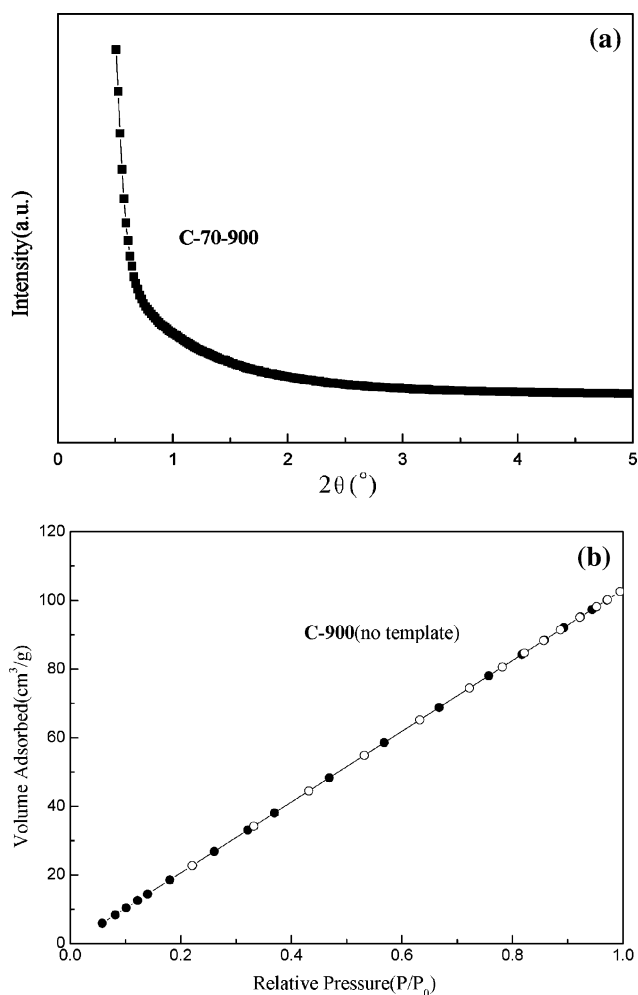 (a)
C-70-900
Intensity(a.u.)
0 1 2 3 4 5
2θ(°)
(b)
C-900(no template)
120
100
80
60
40
20
0
Volume Adsorbed(cm³/g)
0.0 0.2 0.4 0.6 0.8 1.0
Relative Pressure(P/P₀)